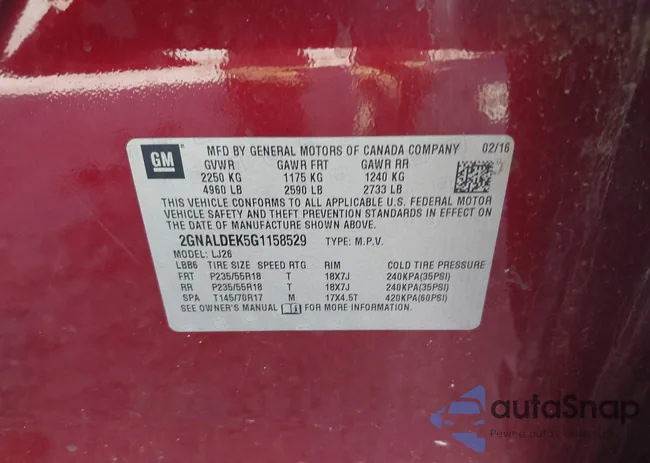 GM
MFD BY GENERAL MOTORS OF CANADA COMPANY 02/16
GVWR GAWR FRT GAWR RR
2250 KG 1175 KG 1240 KG
4960 LB 2590 LB 2733 LB
THIS VEHICLE CONFORMS TO ALL APPLICABLE U.S. FEDERAL MOTOR
VEHICLE SAFETY AND THEFT PREVENTION STANDARDS IN EFFECT ON
THE DATE OF MANUFACTURE SHOWN ABOVE.
2GNALDEK5G1158529 TYPE: M.P.V.
MODEL: LJ26
LBB6 TIRE SIZE SPEED RTG RIM COLD TIRE PRESSURE
FRT P235/55R18 T 18X7J 240KPA(35PSI)
RR P235/55R18 T 18X7J 240KPA(35PSI)
SPA T145/70R17 M 17X4.5T 420KPA(60PSI)
SEE OWNER'S MANUAL FOR MORE INFORMATION
autaSnap
Pewne auta